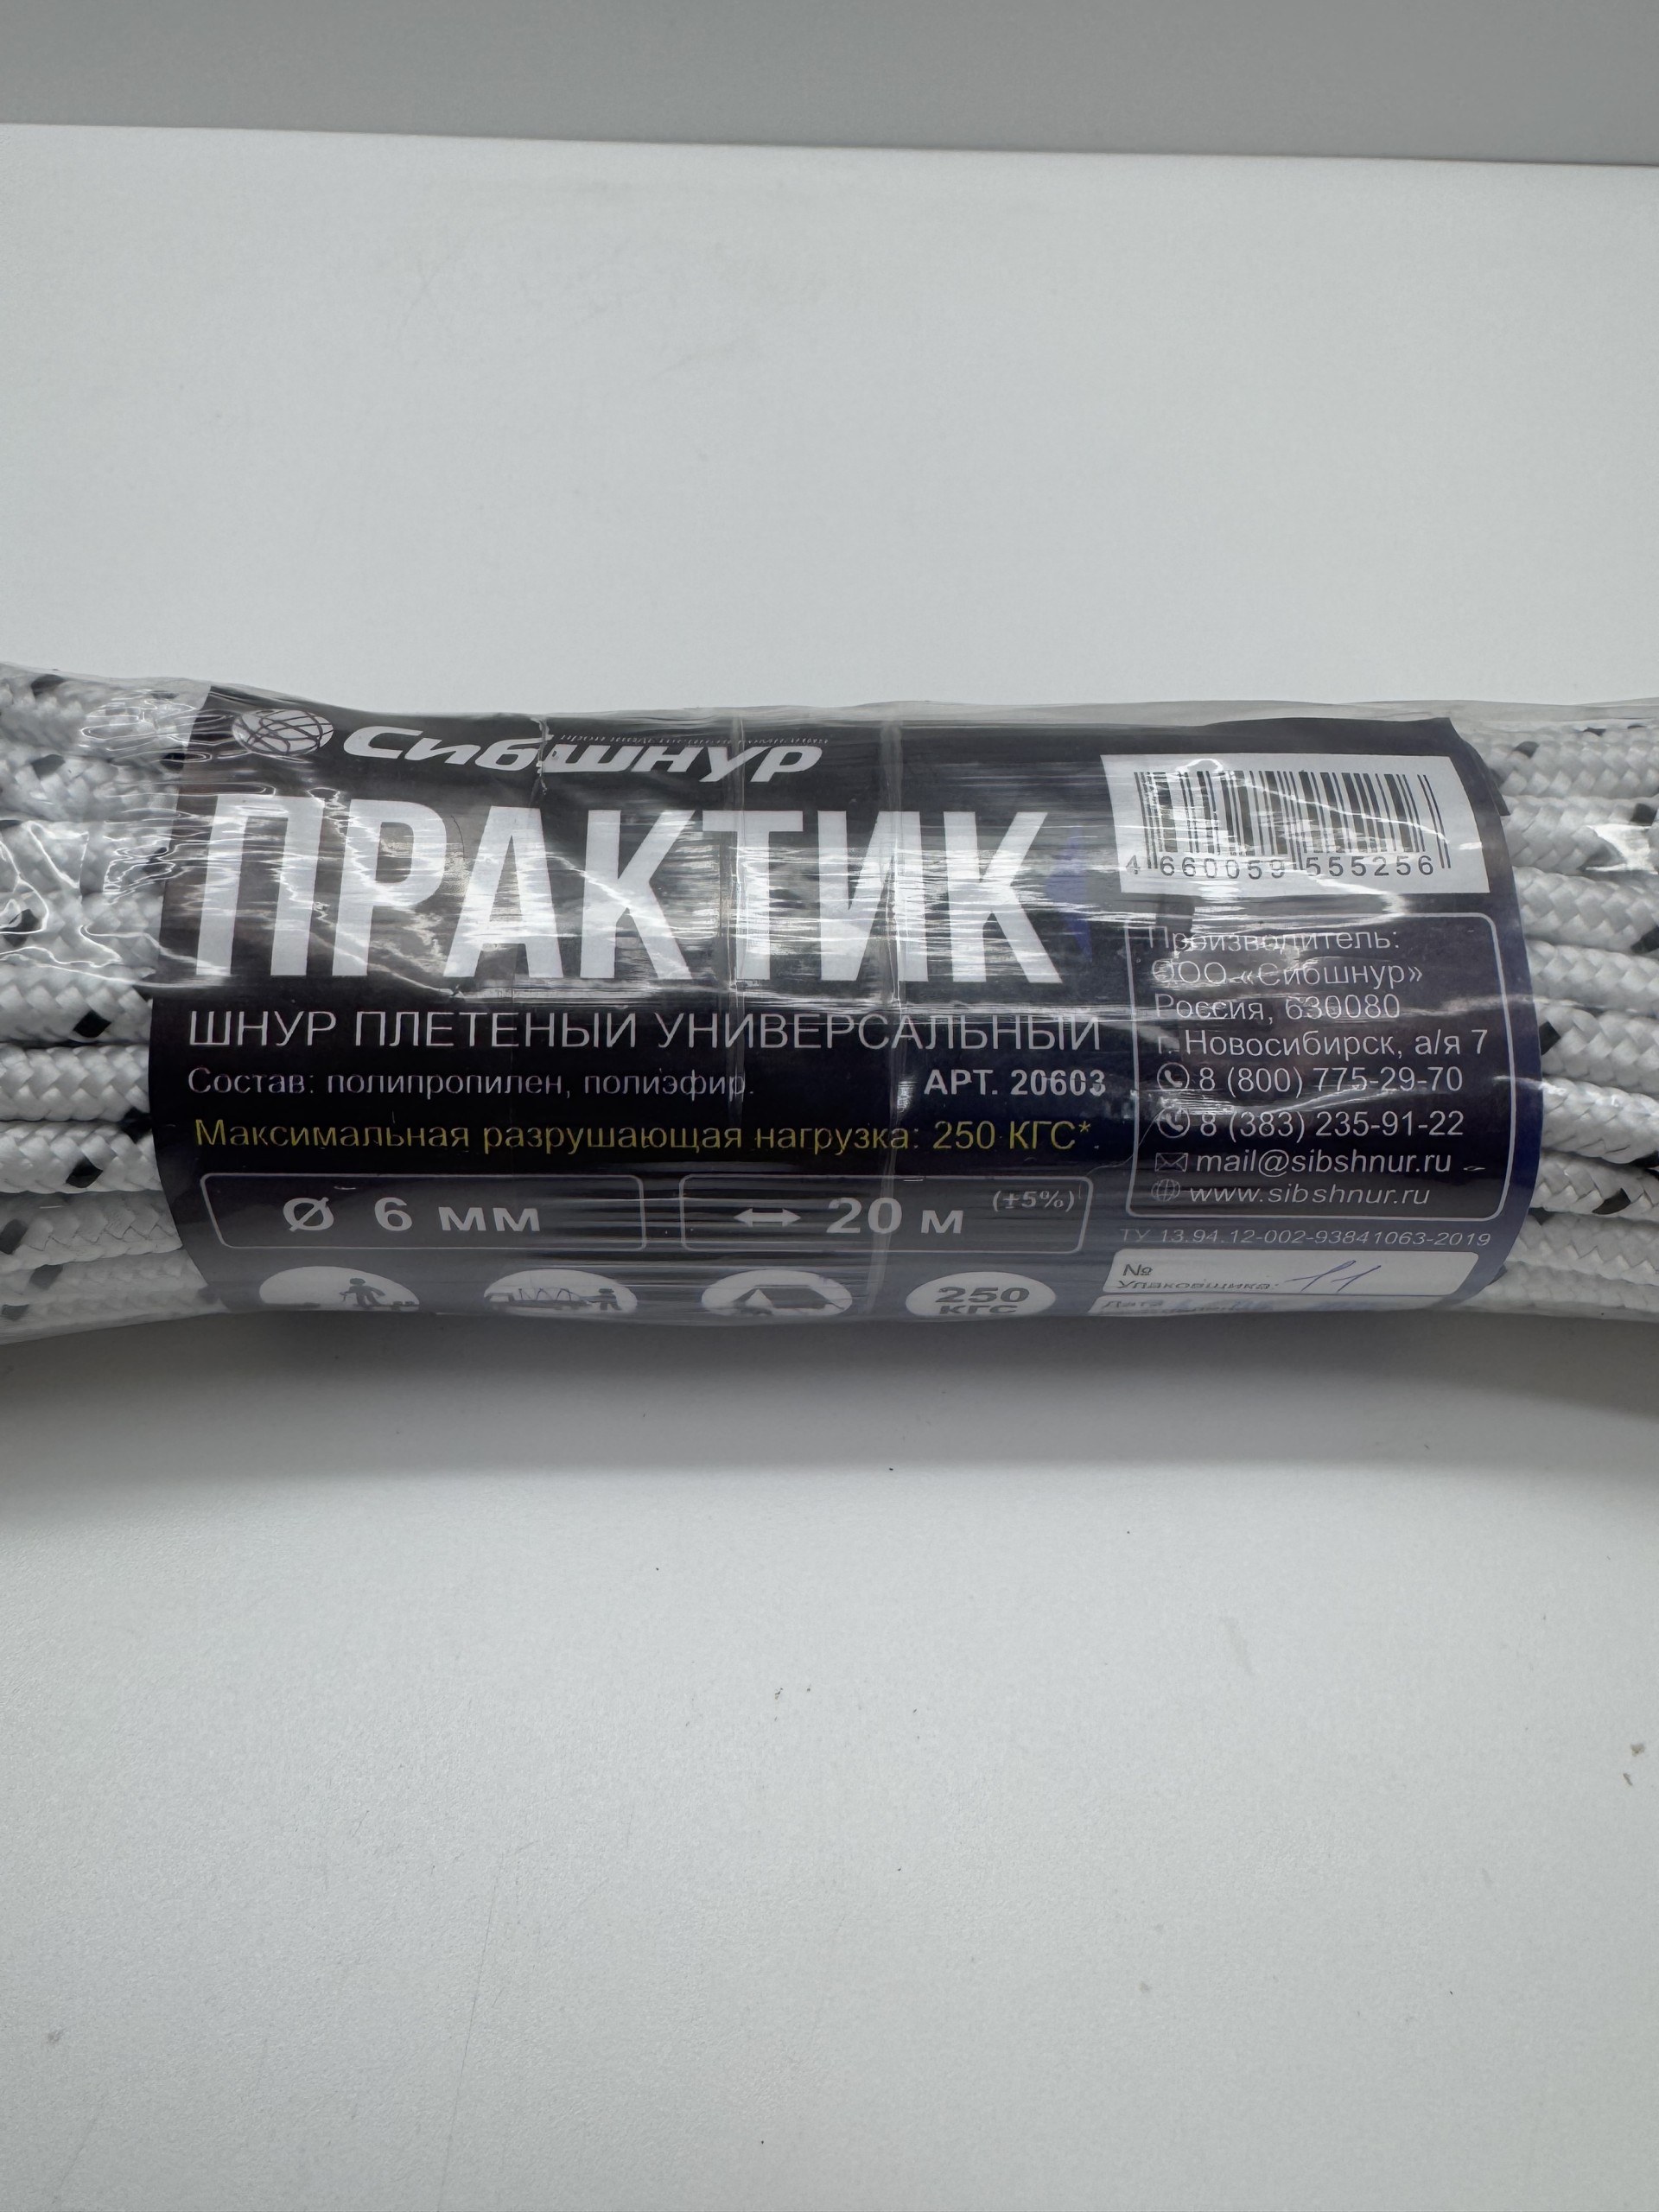 Сибшнур
ПРОИЗВОДСТВЕННАЯ КОМПАНИЯ
ПРАКТИК
ШНУР ПЛЕТЕНЫЙ УНИВЕРСАЛЬНЫЙ
Состав: полипропилен, полиэфир.
АРТ. 20603
Максимальная разрушающая нагрузка: 250 КГС*.
Ø 6 мм
20 м (±5%)
250
КГС
4 660059 555256
Производитель:
ООО «Сибшнур»
Россия, 630080
г. Новосибирск, а/я 7
8 (800) 775-29-70
8 (383) 235-91-22
mail@sibshnur.ru
www.sibshnur.ru
ТУ 13.94.12-002-93841063-2019
№
Упаковщика: 11
Дата